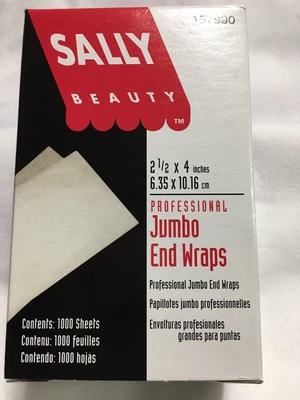 157990
SALLY
BEAUTY
™
2 1/2 x 4 inches
6.35 x 10.16 cm
PROFESSIONAL
Jumbo
End Wraps
Professional Jumbo End Wraps
Papillotes jumbo professionnelles
Envolturas profesionales
grandes para puntas
Contents: 1000 Sheets
Contenu: 1000 feuilles
Contendo: 1000 hojas